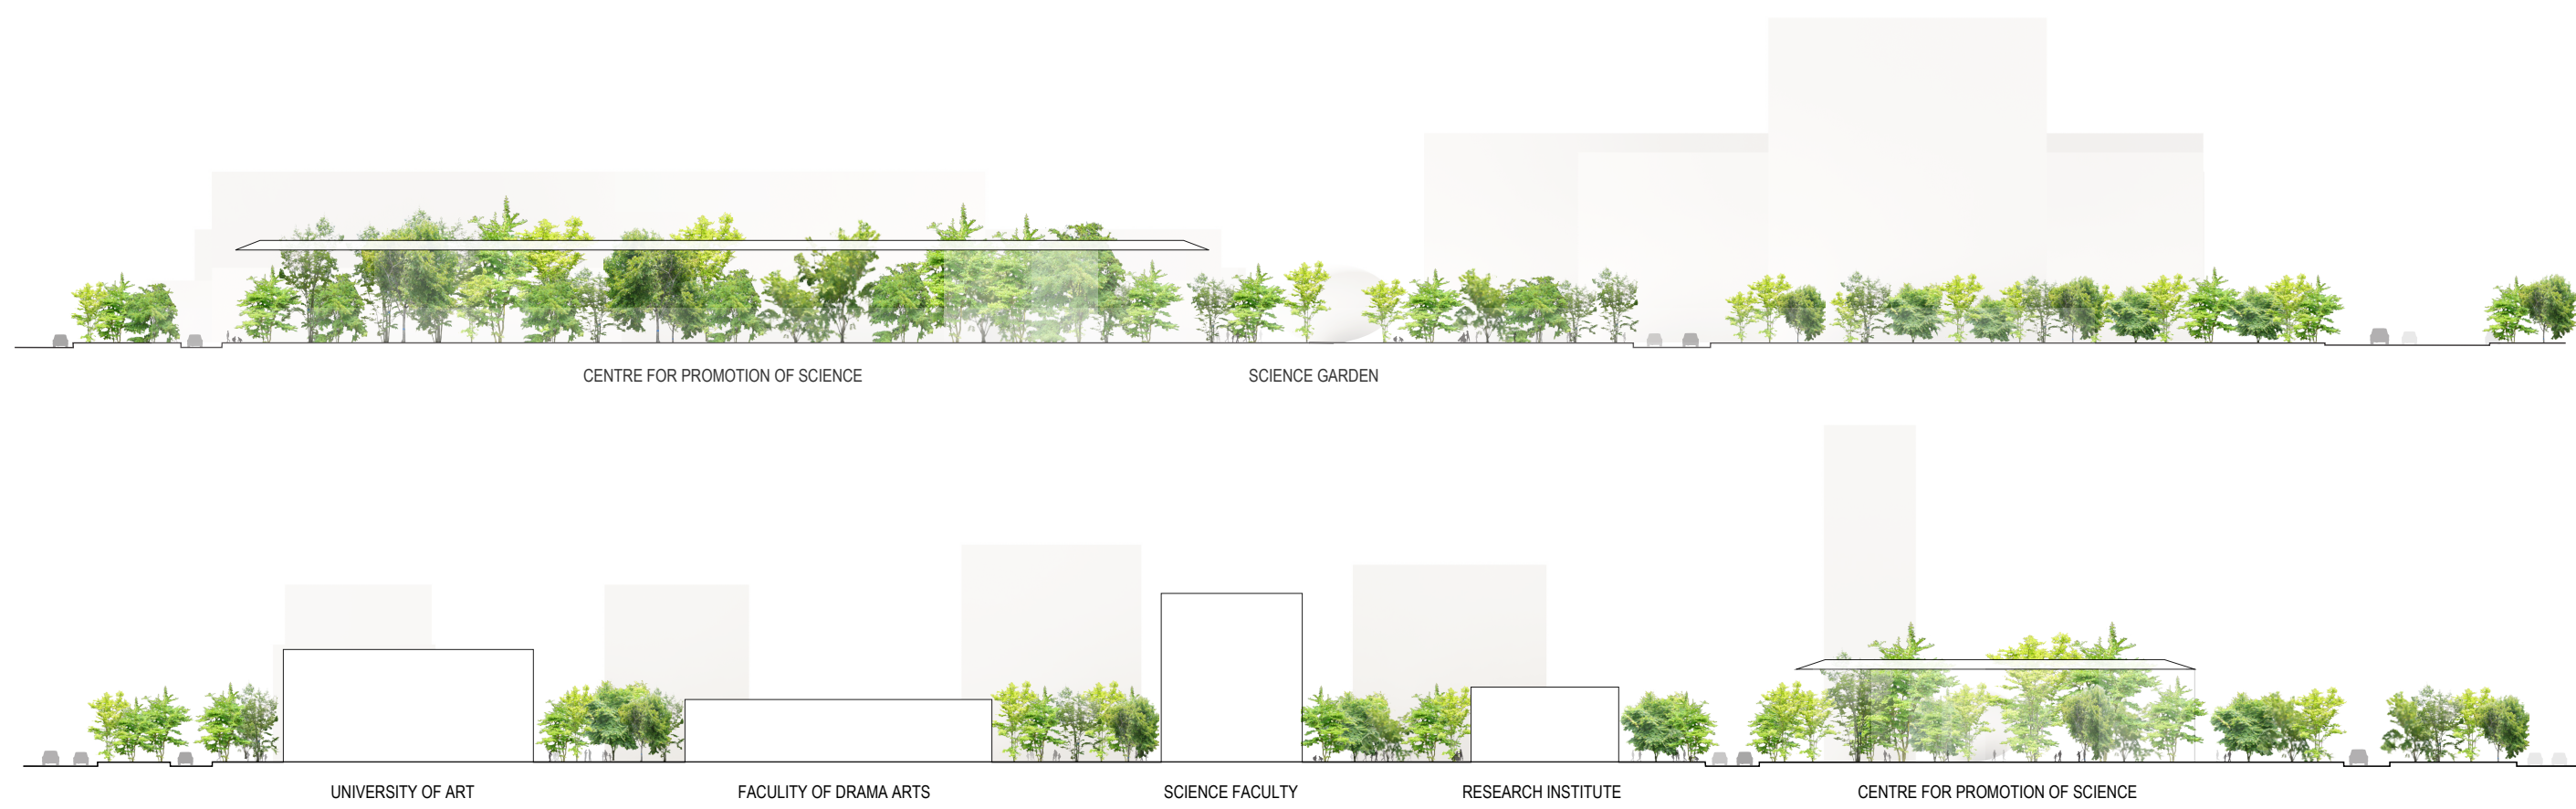 CENTRE FOR PROMOTION OF SCIENCE
SCIENCE GARDEN
UNIVERSITY OF ART
FACULITY OF DRAMA ARTS
SCIENCE FACULTY
RESEARCH INSTITUTE
CENTRE FOR PROMOTION OF SCIENCE